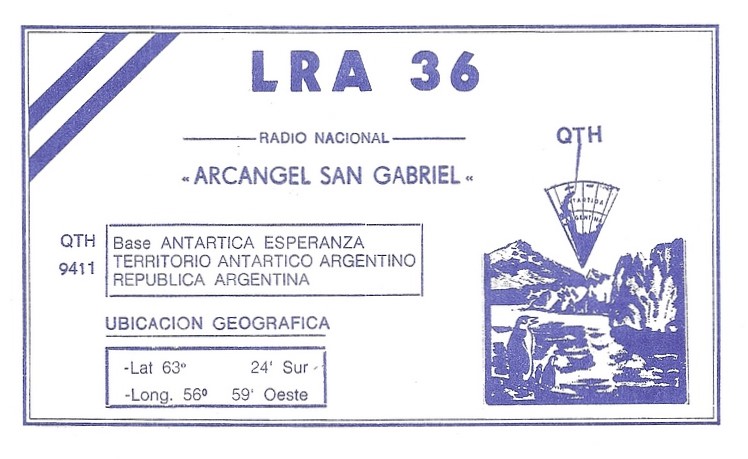 LRA 36
RADIO NACIONAL
« ARCANGEL SAN GABRIEL «
QTH
9411
Base ANTARTICA ESPERANZA
TERRITORIO ANTARTICO ARGENTINO
REPUBLICA ARGENTINA
UBICACION GEOGRAFICA
-Lat 63º 24' Sur -
-Long. 56º 59' Oeste
QTH